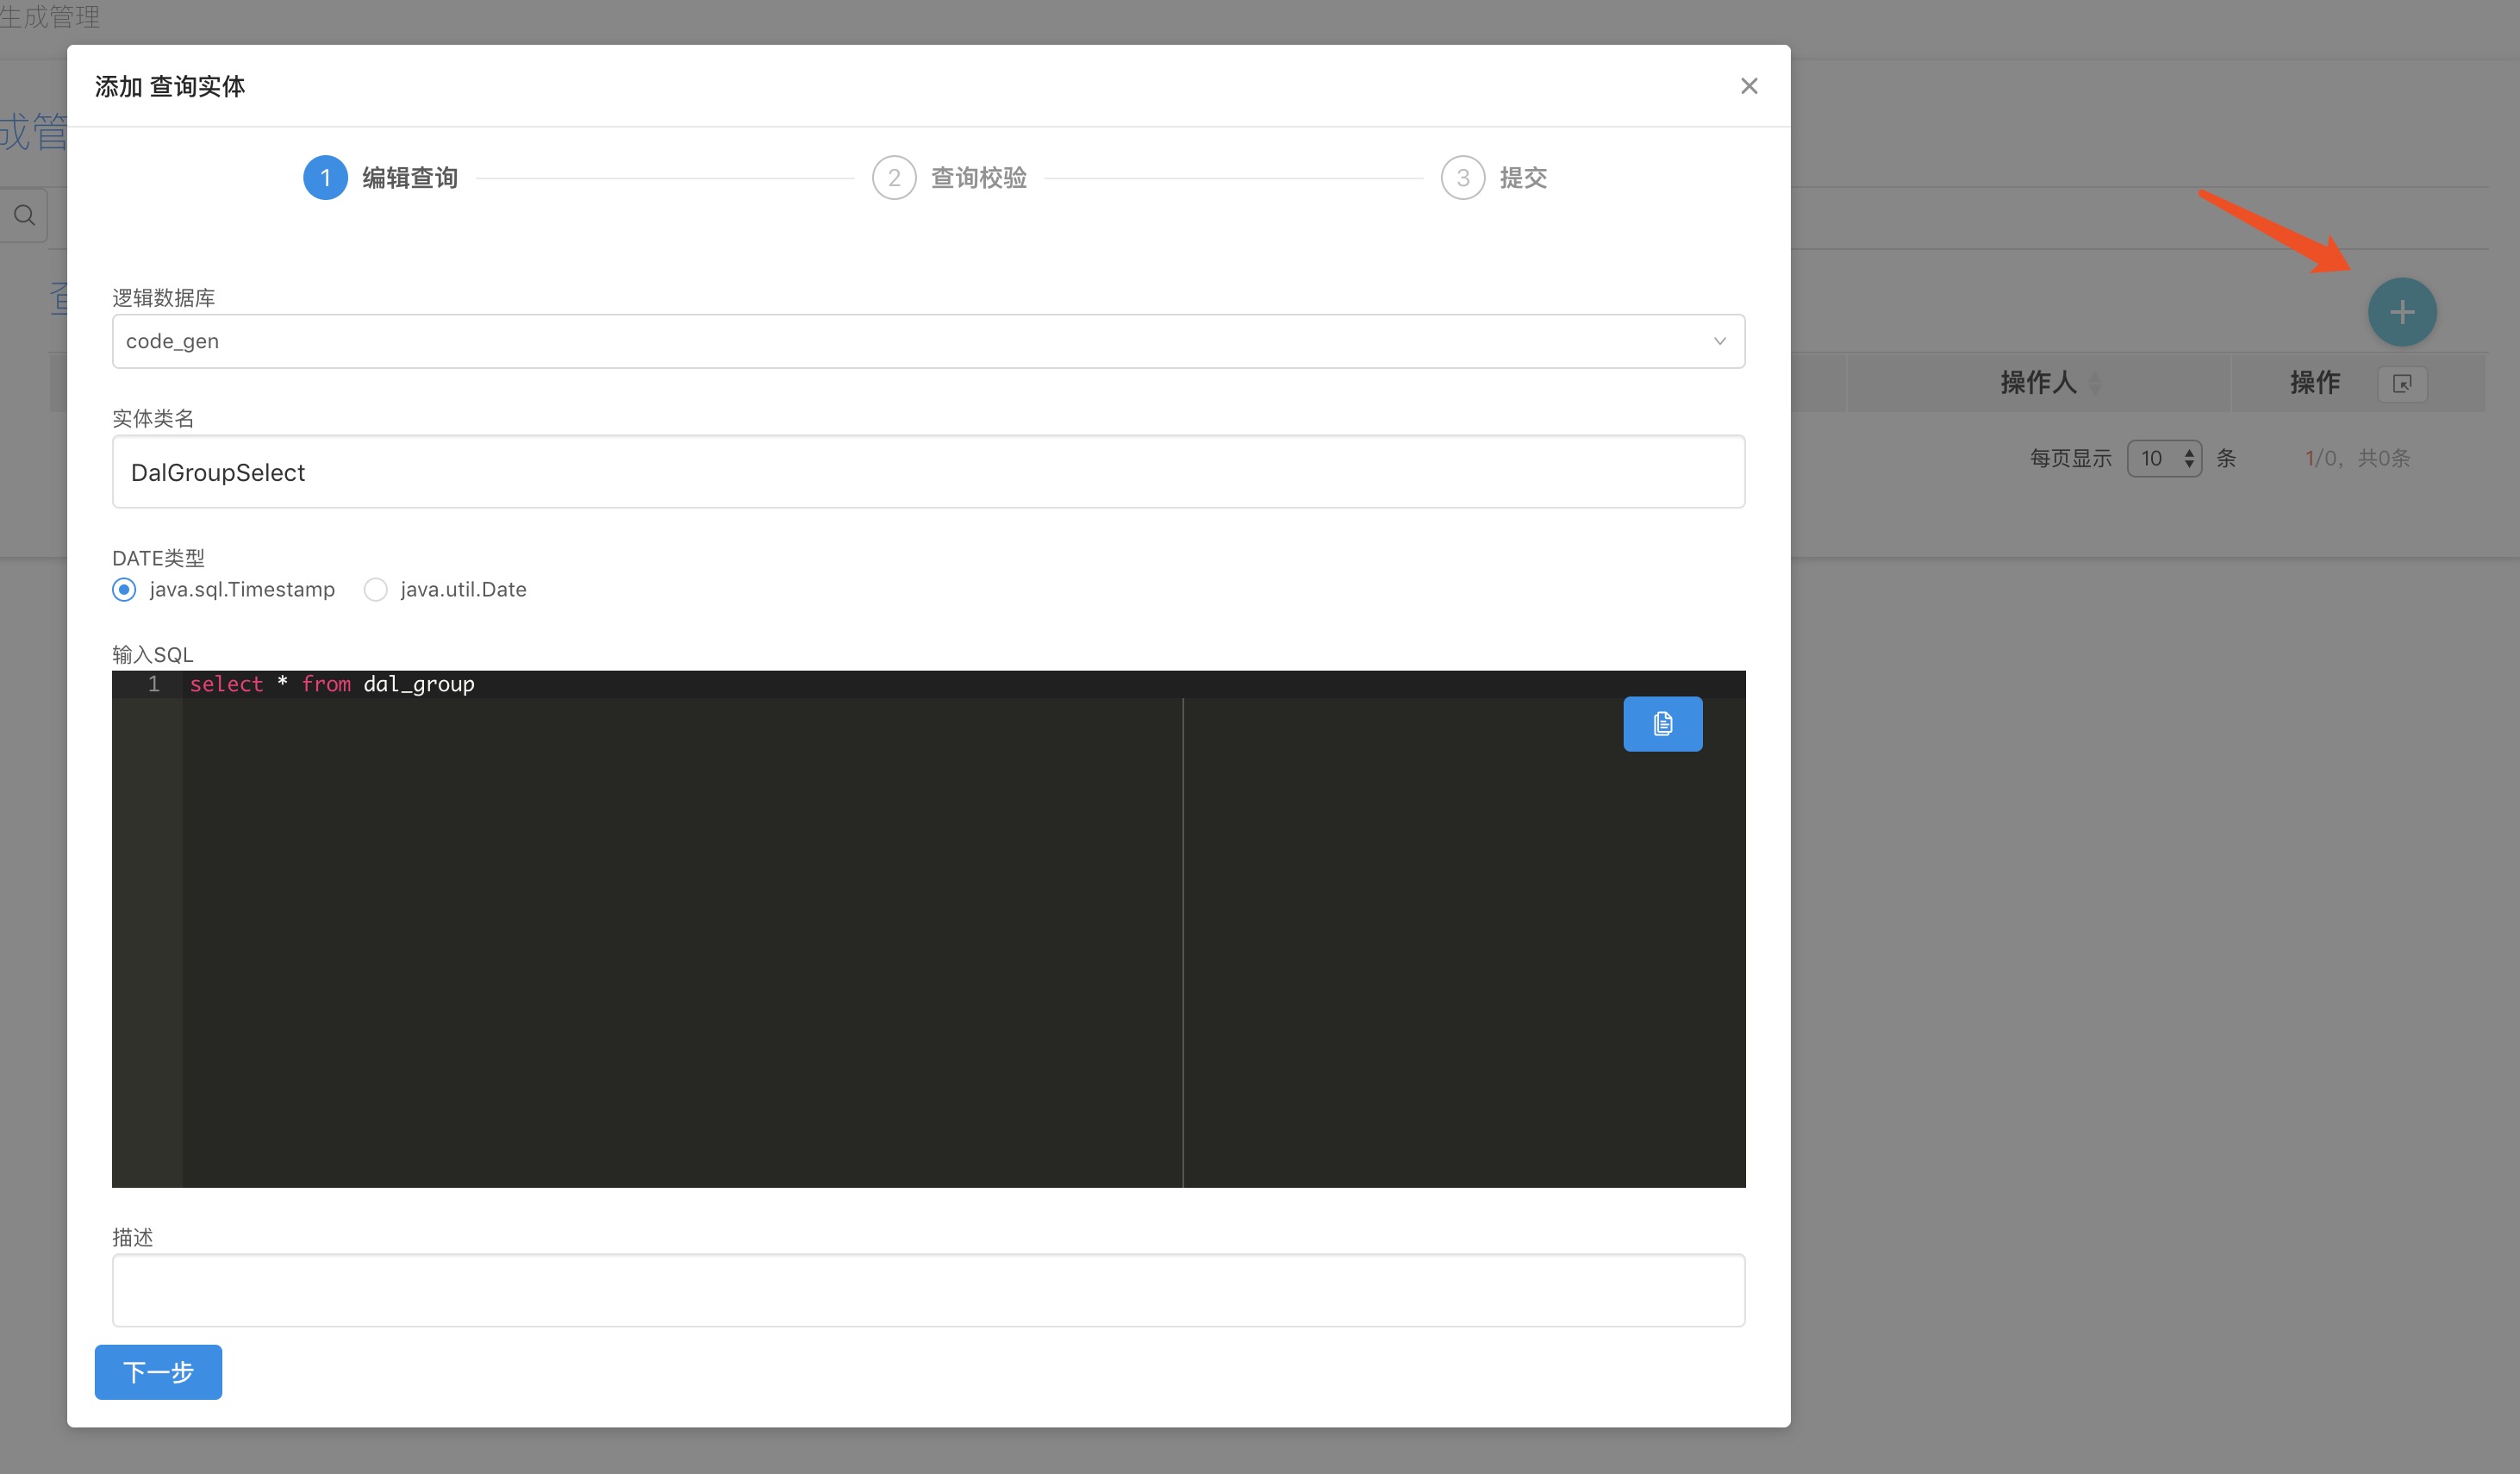 生成管理
添加 查询实体
成管
1 编辑查询 2 查询校验 3 提交
逻辑数据库
code_gen
实体类名
DalGroupSelect
操作人 操作
每页显示 10 条 1/0, 共0条
DATE类型
java.sql.Timestamp java.util.Date
输入SQL
1 select * from dal_group
描述
下一步